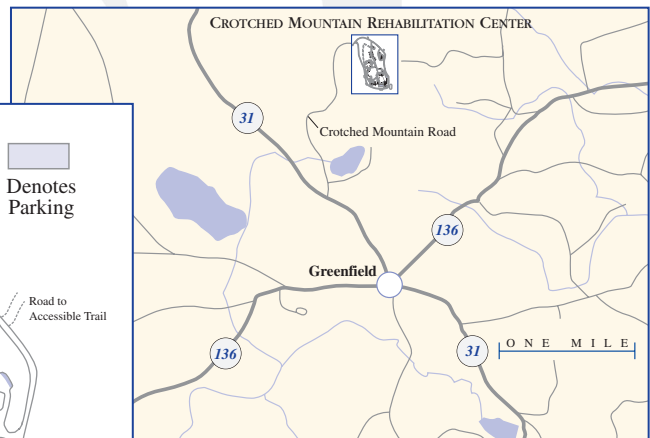 CROTCHED MOUNTAIN REHABILITATION CENTER
31
Crotched Mountain Road
Denotes
Parking
136
Greenfield
Road to
Accessible Trail
136
31
ONE MILE